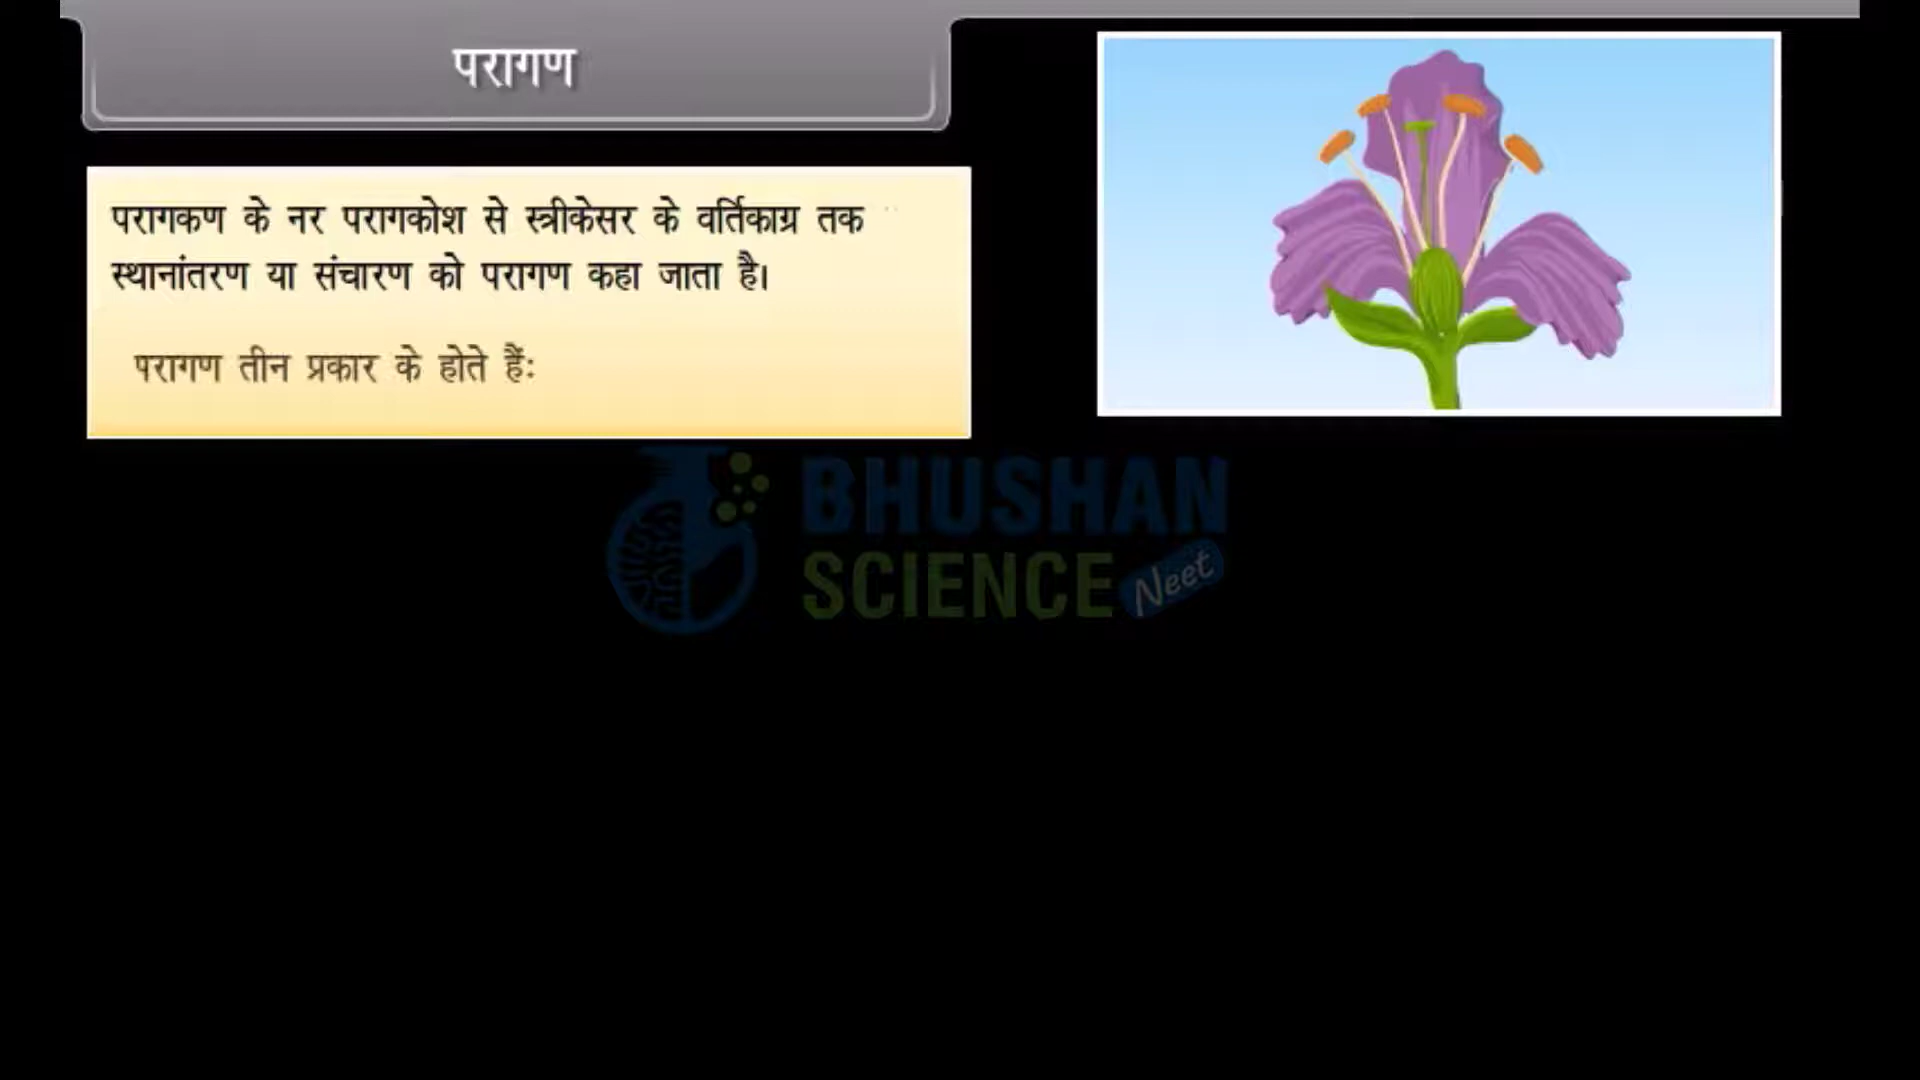 परागण
परागकण के नर परागकोश से स्त्रीकेसर के वर्तिकाग्र तक
स्थानांतरण या संचारण को परागण कहा जाता है।
परागण तीन प्रकार के होते हैं:
BHUSHAN
SCIENCE Neet